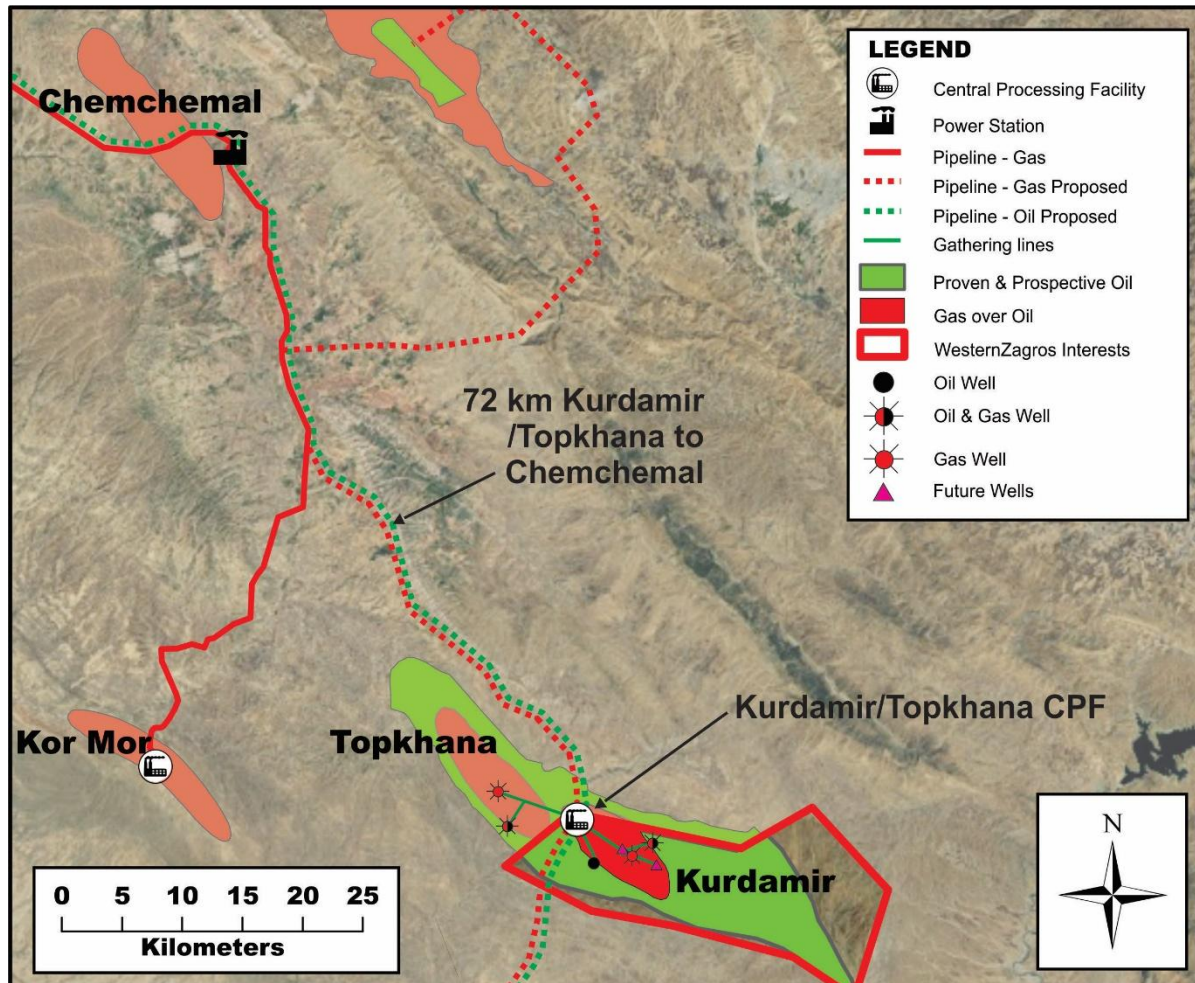 Chemchemal
72 km Kurdamir
/Topkhana to
Chemchemal
Kurdamir/Topkhana CPF
Kor Mor
Topkhana
Kurdamir
LEGEND
Central Processing Facility
Power Station
Pipeline - Gas
Pipeline - Gas Proposed
Pipeline - Oil Proposed
Gathering lines
Proven & Prospective Oil
Gas over Oil
WesternZagros Interests
Oil Well
Oil & Gas Well
Gas Well
Future Wells
0 5 10 15 20 25
Kilometers
N